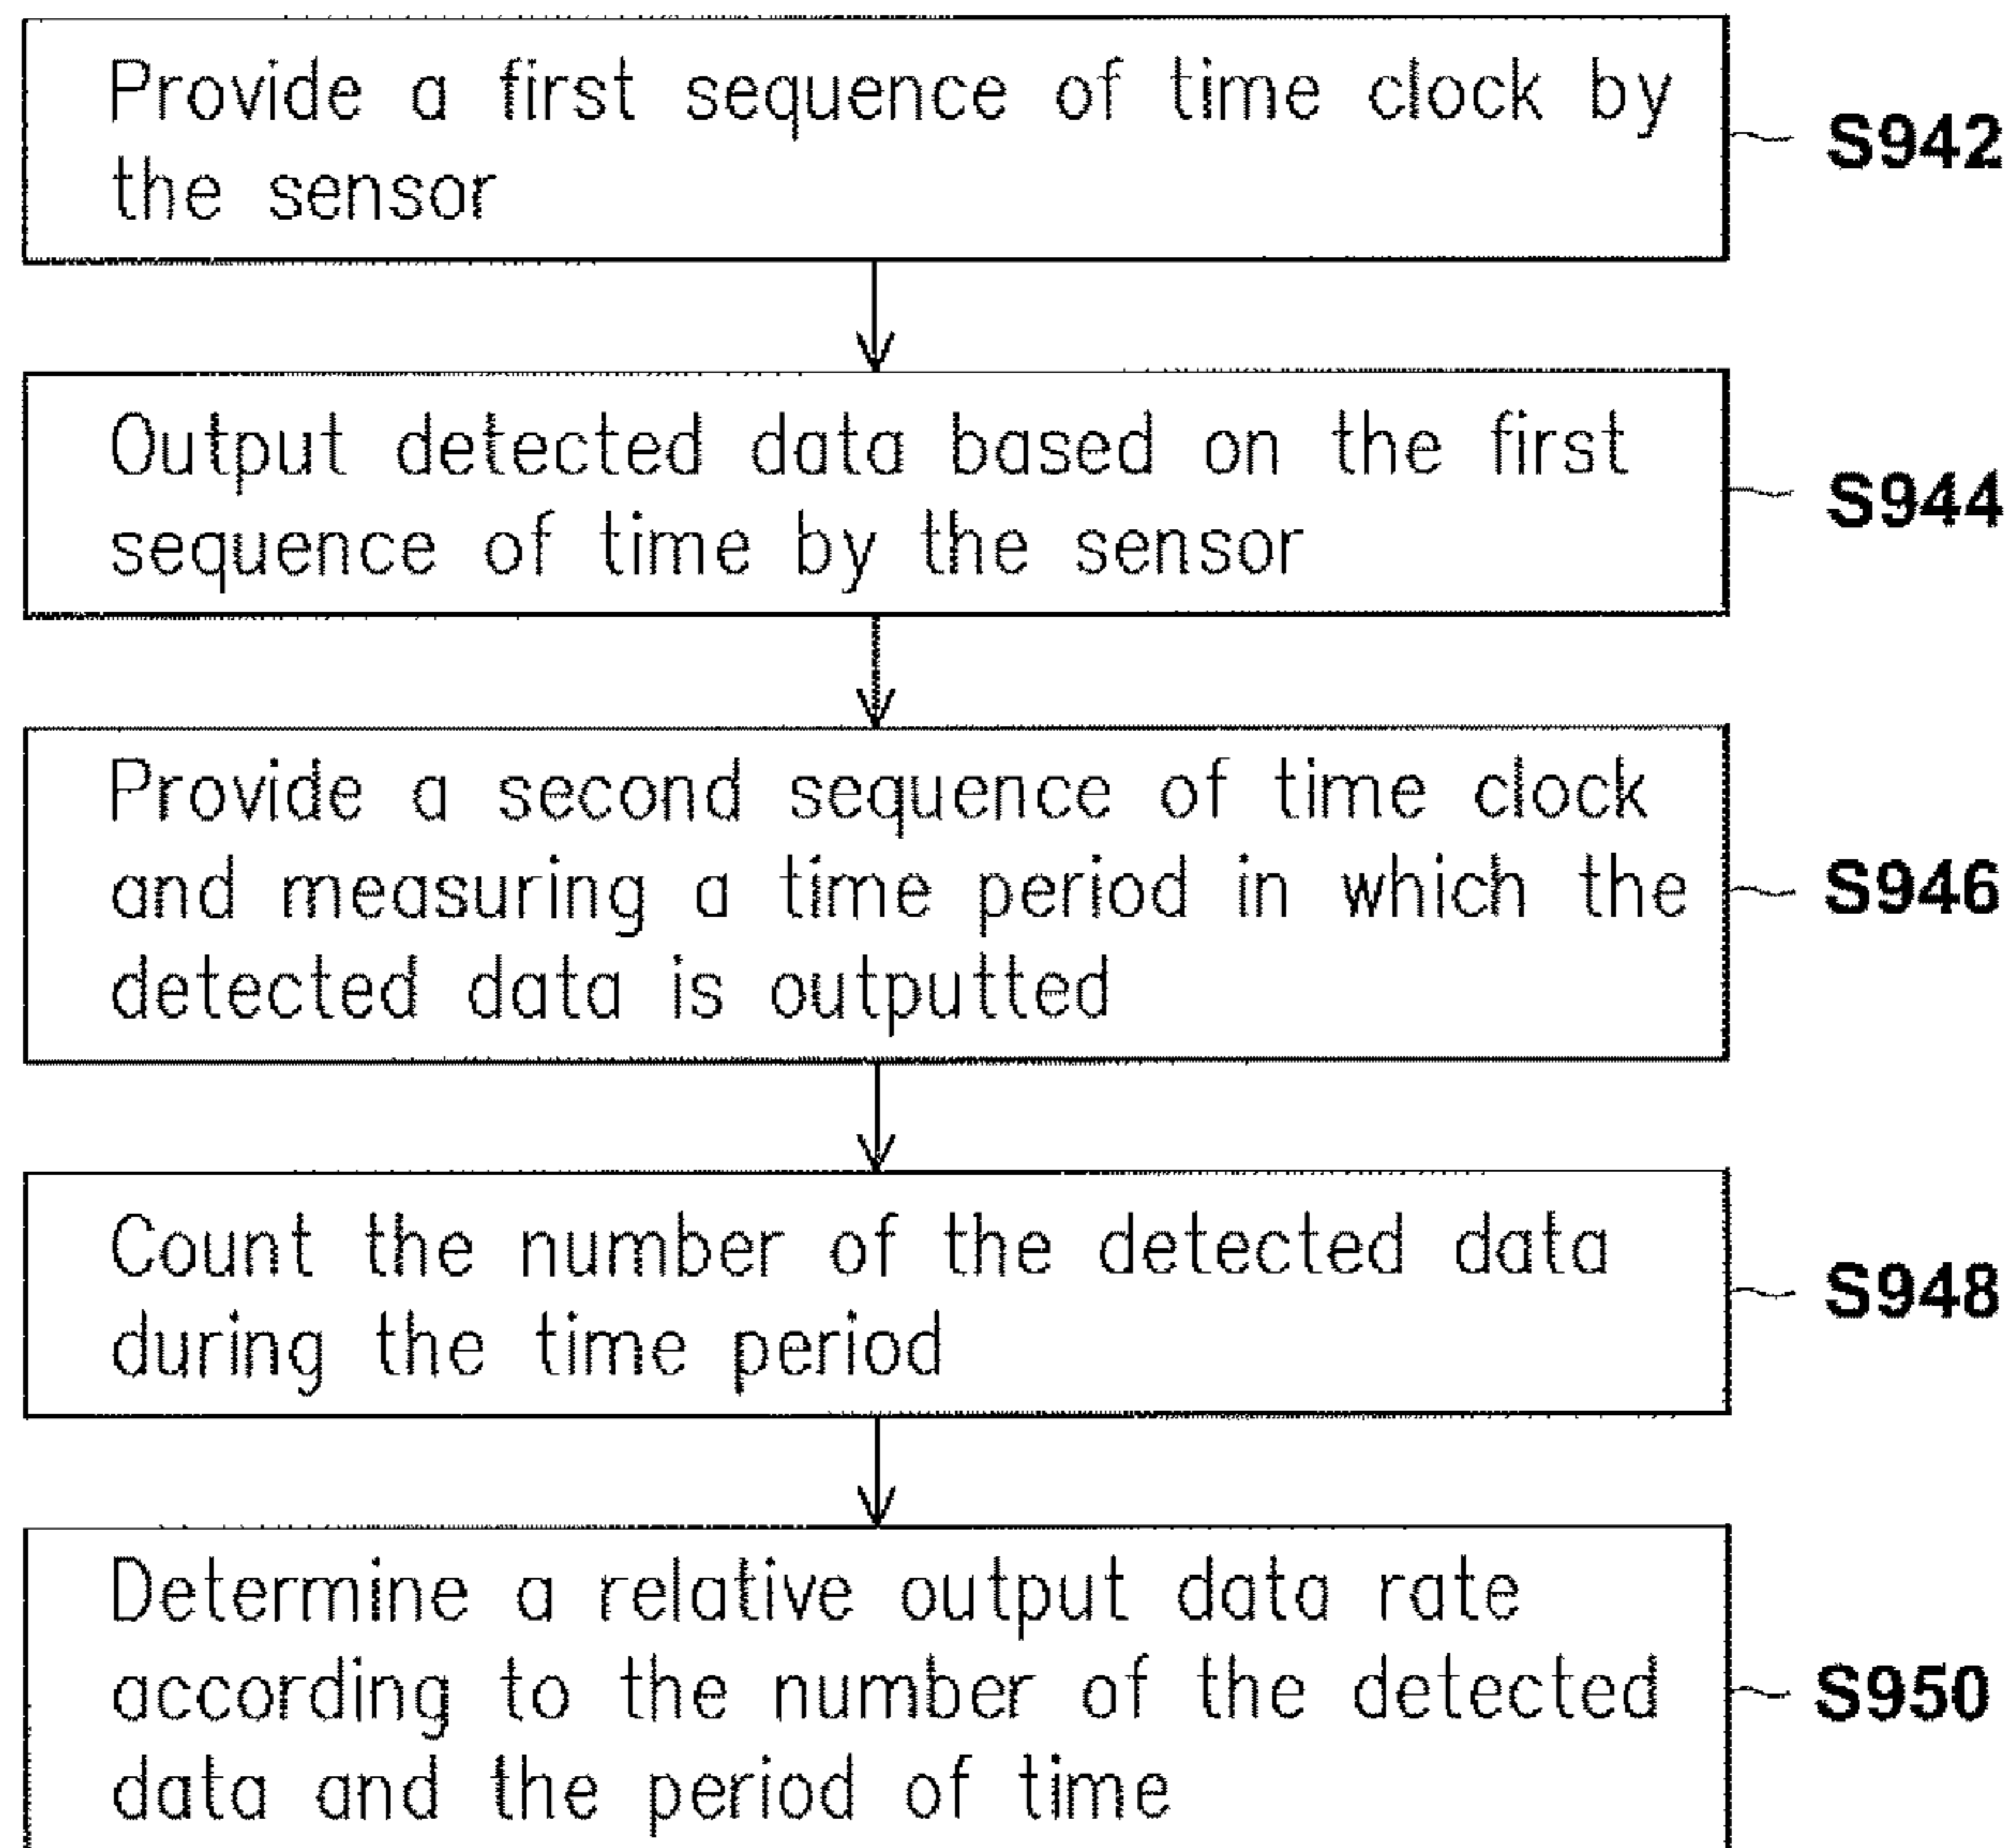 Provide a first sequence of time clock by
the sensor
S942
Output detected data based on the first
sequence of time by the sensor
S944
Provide a second sequence of time clock
and measuring a time period in which the
detected data is outputted
S946
Count the number of the detected data
during the time period
S948
Determine a relative output data rate
according to the number of the detected
data and the period of time
S950